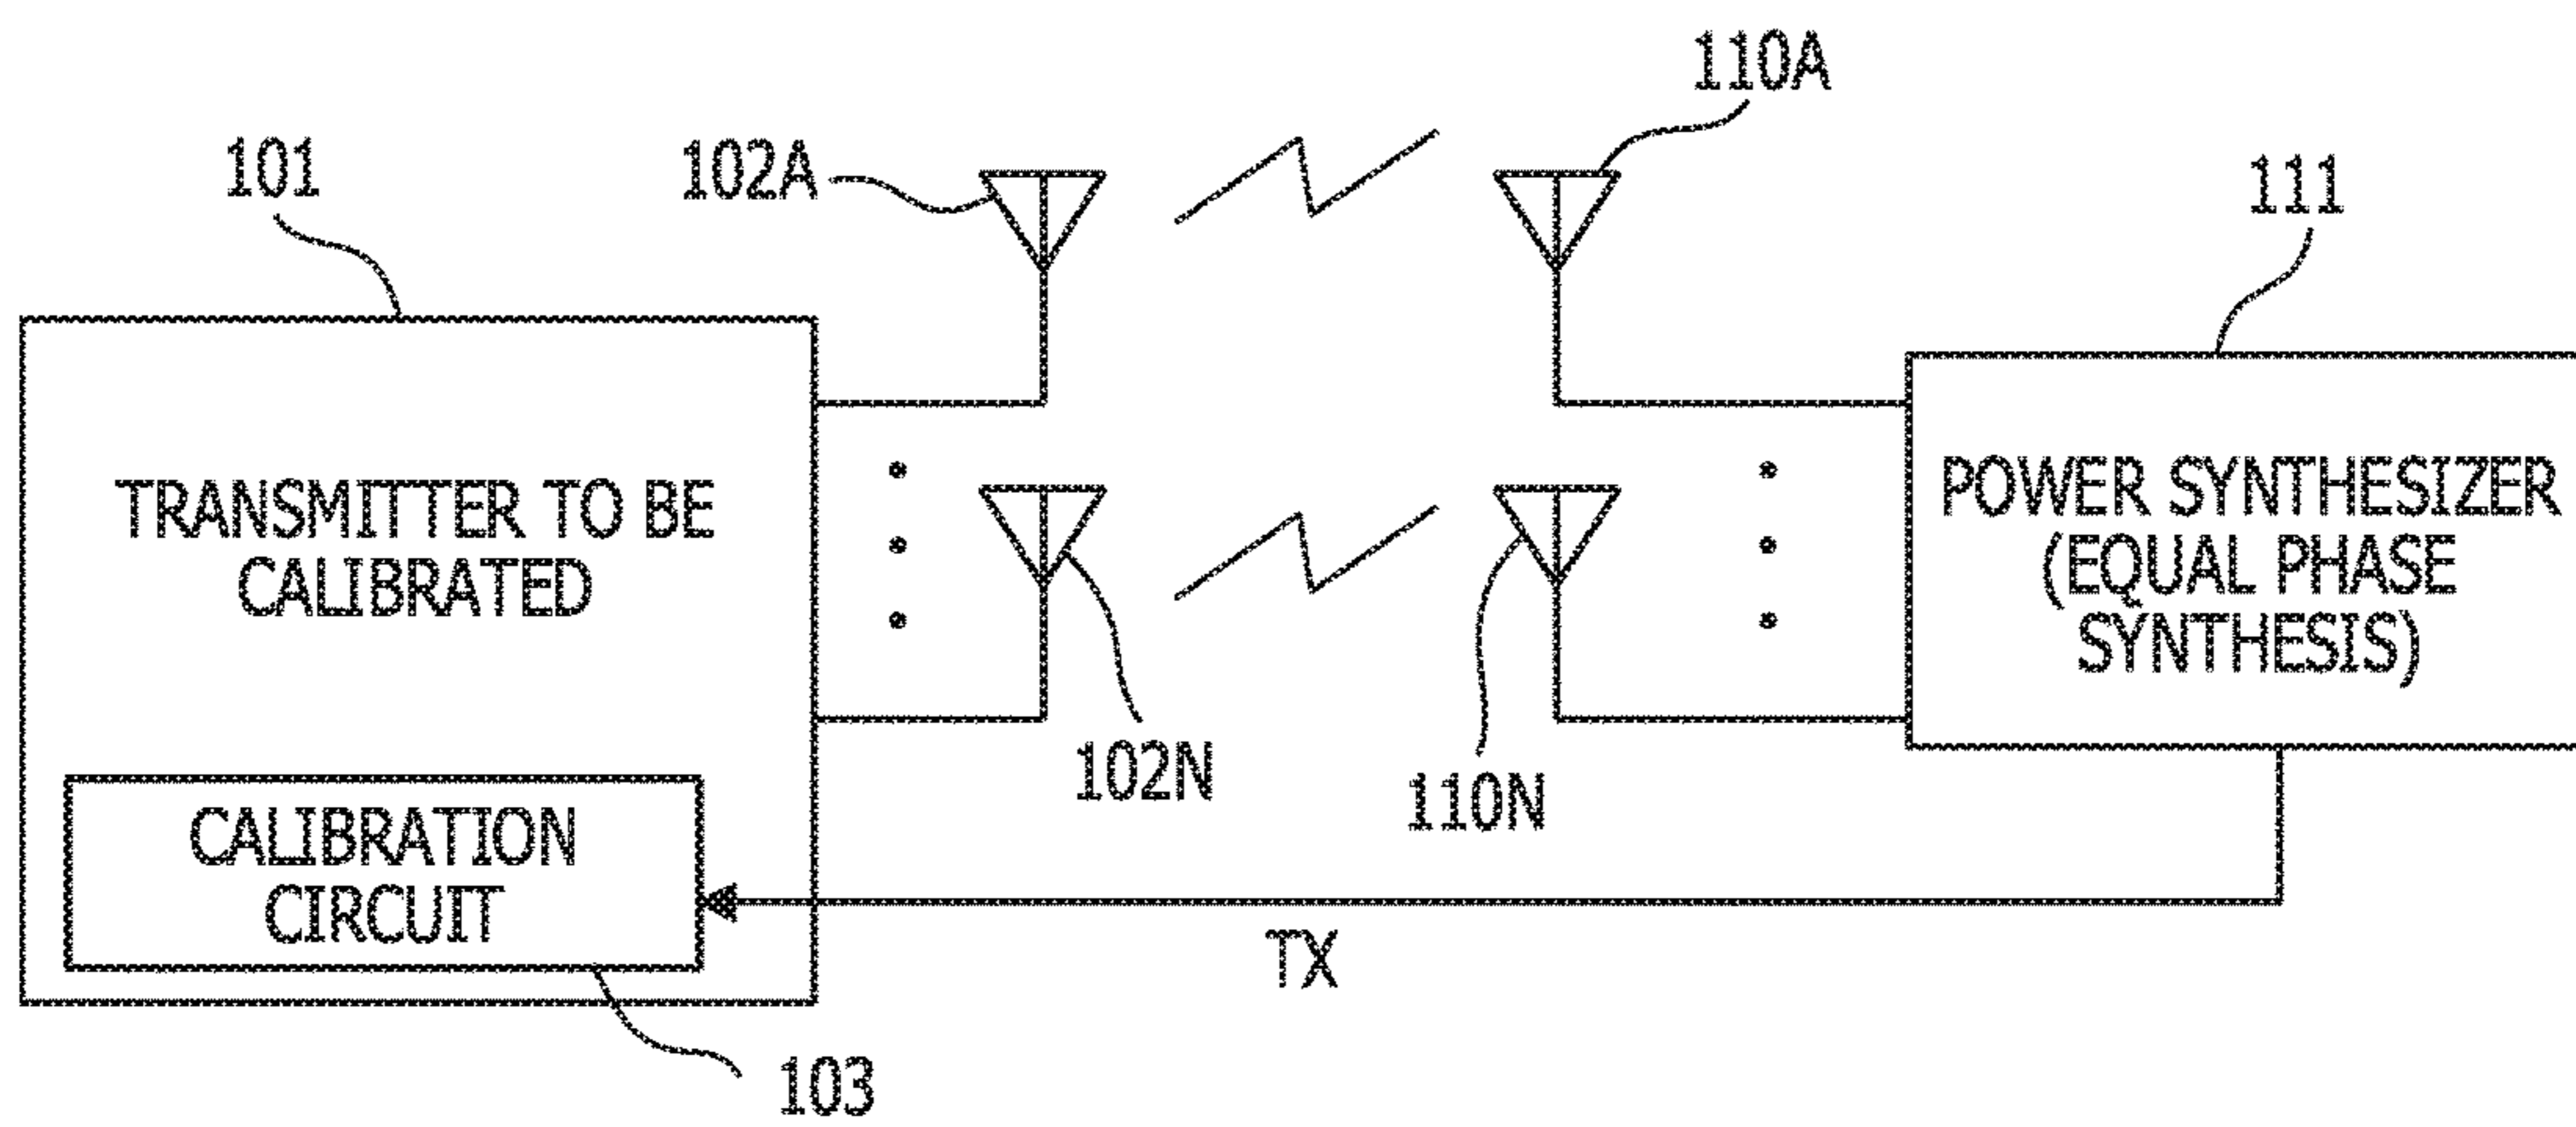 110A
101
102A
111
TRANSMITTER TO BE
CALIBRATED
POWER SYNTHESIZER
(EQUAL PHASE
SYNTHESIS)
102N
110N
CALIBRATION
CIRCUIT
TX
103